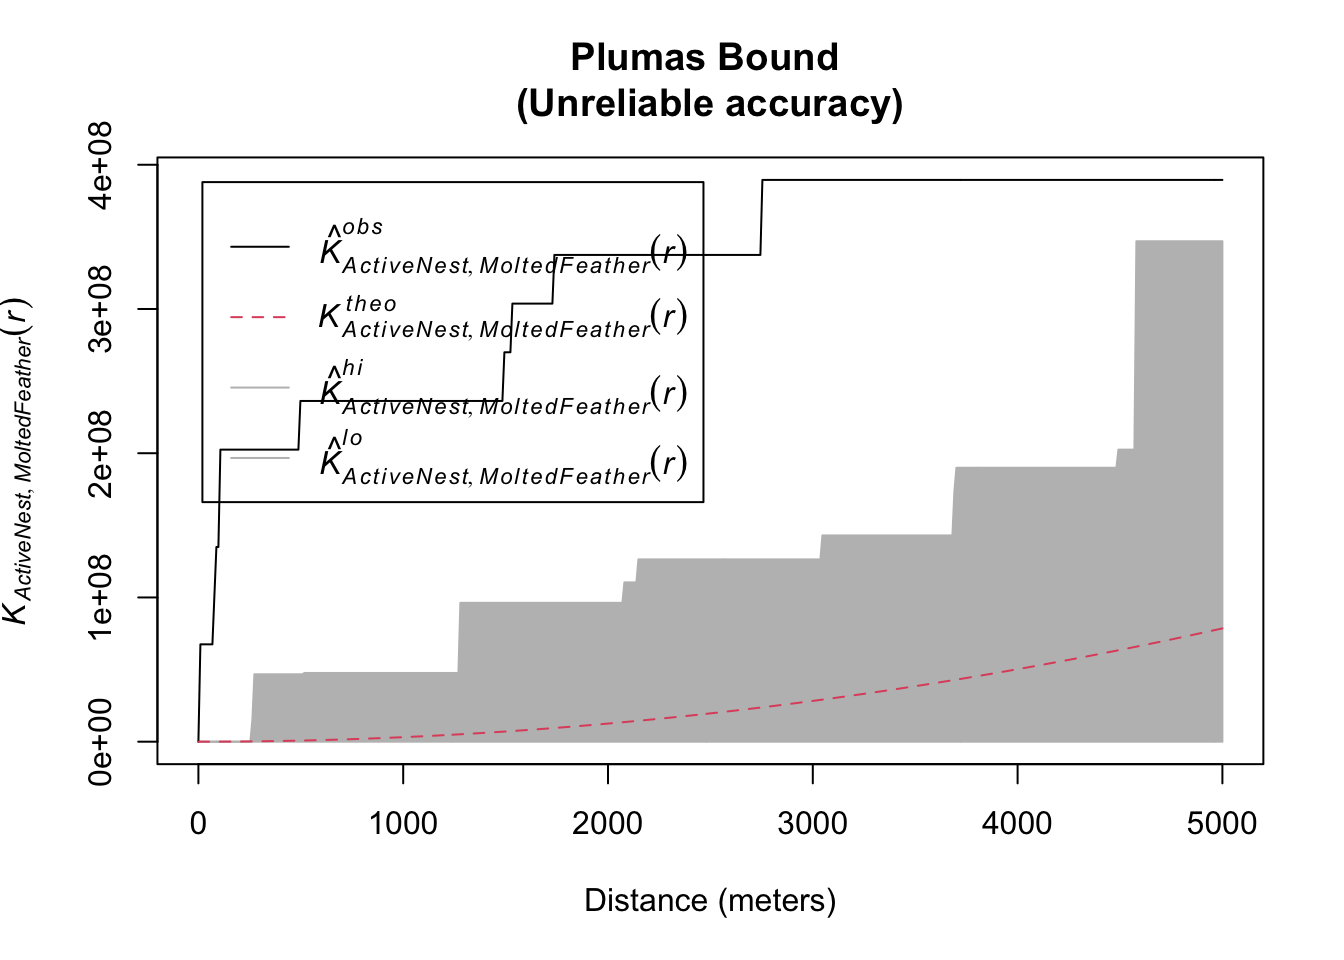 Plumas Bound
(Unreliable accuracy)
K̂^obs_ActiveNest, MoltedFeather(r)
K^theo_ActiveNest, MoltedFeather(r)
K̂^hi_ActiveNest, MoltedFeather(r)
K̂^lo_ActiveNest, MoltedFeather(r)
K_ActiveNest, MoltedFeather(r)
4e+08
3e+08
2e+08
1e+08
0e+00
0 1000 2000 3000 4000 5000
Distance (meters)